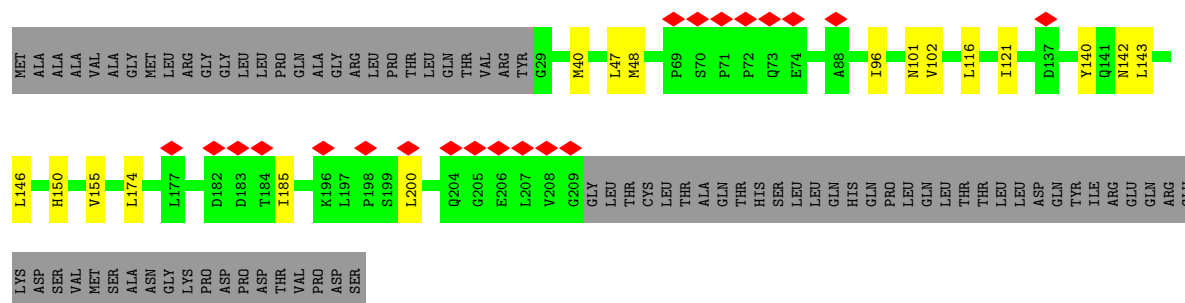 MET ALA ALA ALA VAL ALA GLY MET LEU ARG GLY GLY LEU LEU PRO GLN ALA GLY ARG LEU PRO THR LEU GLN THR VAL ARG TYR G29 M40 L47 M48 P69 S70 P71 P72 Q73 E74 A88 I96 N101 V102 L116 I121 D137 Y140 Q141 N142 L143
L146 H150 V155 L174 L177 D182 D183 T184 I185 K196 L197 P198 S199 L200 Q204 G205 E206 L207 V208 G209 GLY LEU THR CYS LEU THR ALA GLN THR HIS SER LEU LEU GLN HIS GLN PRO LEU GLN LEU THR THR LEU LEU ASP GLN TYR ILE ARG GLU GLN ARG
LYS ASP SER VAL MET SER ALA ASN GLY LYS PRO ASP PRO ASP THR VAL PRO ASP SER